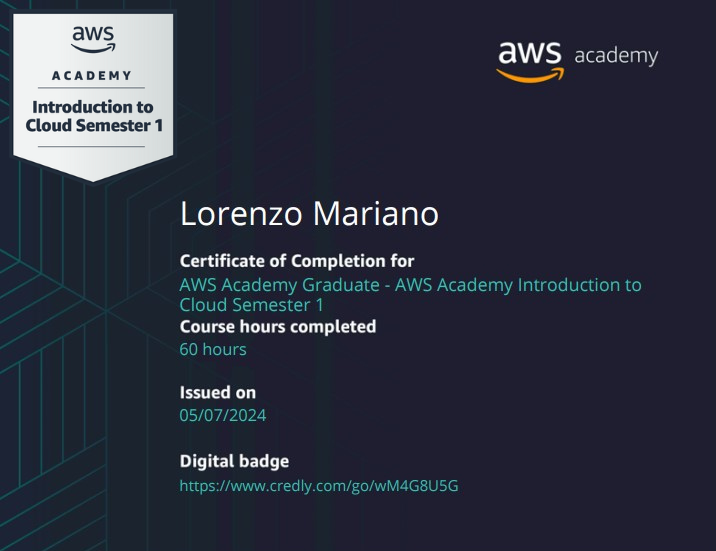 aws
ACADEMY
Introduction to
Cloud Semester 1
aws academy
Lorenzo Mariano
Certificate of Completion for
AWS Academy Graduate - AWS Academy Introduction to
Cloud Semester 1
Course hours completed
60 hours
Issued on
05/07/2024
Digital badge
https://www.credly.com/go/wM4G8U5G